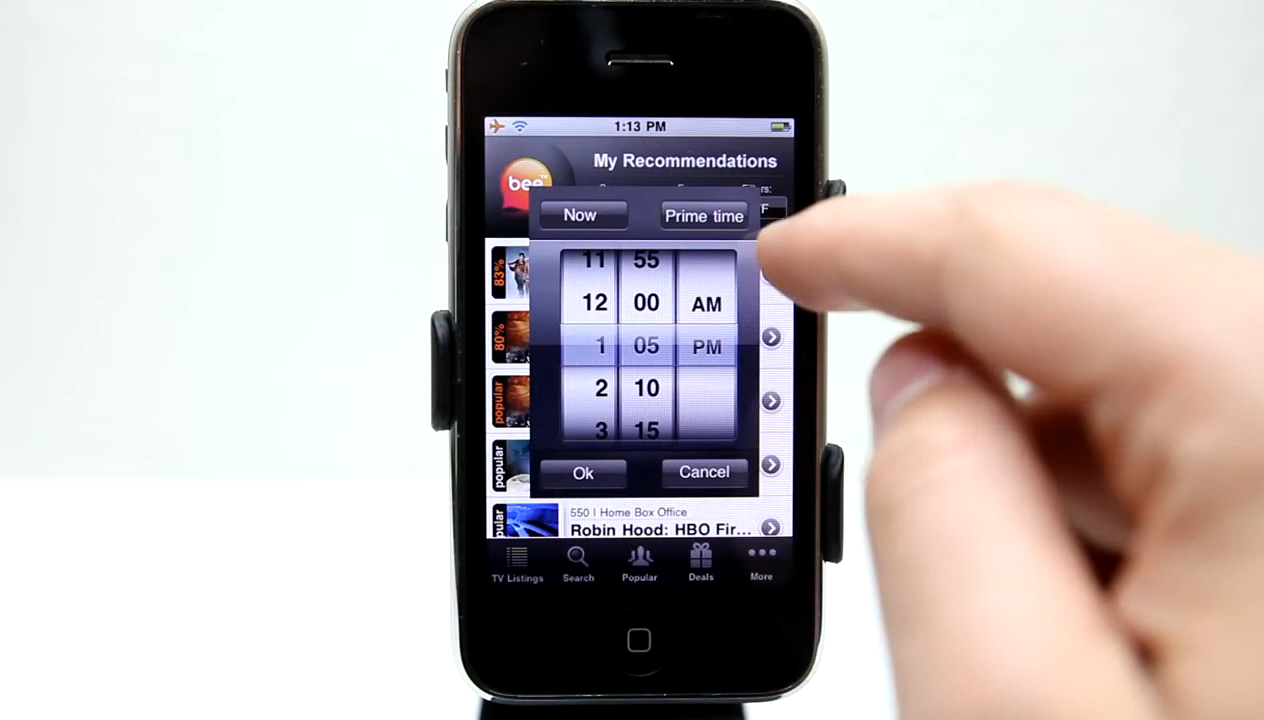 1:13 PM
My Recommendations
bee
Now
Prime time
11 55
12 00 AM
1 05 PM
2 10
3 15
Ok
Cancel
83%
80%
popular
popular
550 | Home Box Office
Robin Hood: HBO Fir...
TV Listings
Search
Popular
Deals
More